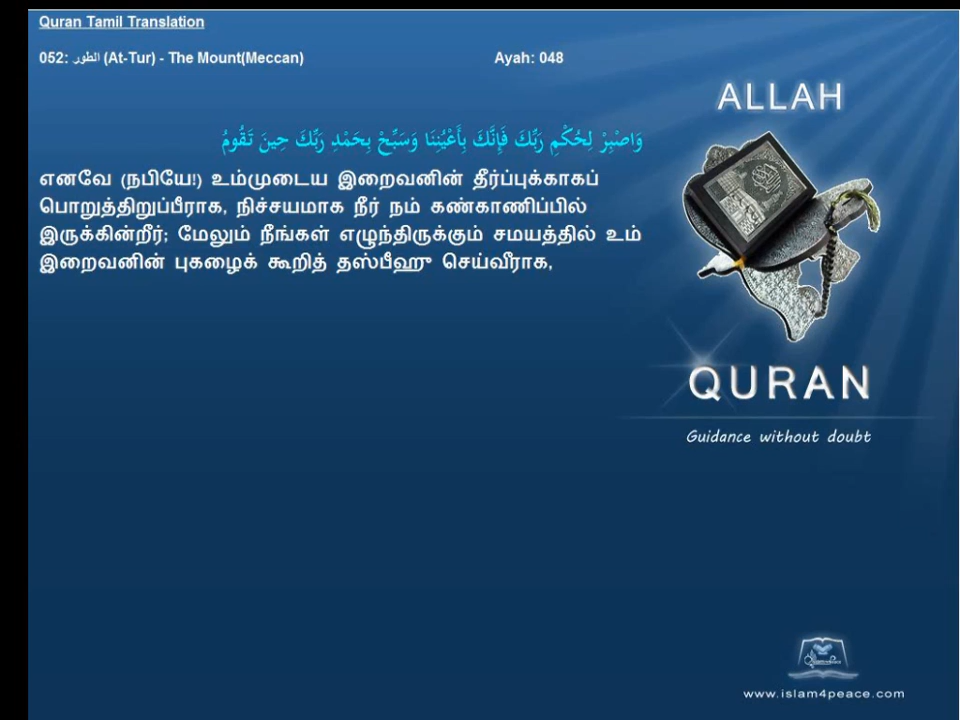 Quran Tamil Translation
052: الطور (At-Tur) - The Mount(Meccan) Ayah: 048
وَاصْبِرْ لِحُكْمِ رَبِّكَ فَإِنَّكَ بِأَعْيُنِنَا وَسَبِّحْ بِحَمْدِ رَبِّكَ حِينَ تَقُومُ
எனவே (நபியே!) உம்முடைய இறைவனின் தீர்ப்புக்காகப்
பொறுத்திறுப்பீராக, நிச்சயமாக நீர் நம் கண்காணிப்பில்
இருக்கின்றீர்; மேலும் நீங்கள் எழுந்திருக்கும் சமயத்தில் உம்
இறைவனின் புகழைக் கூறித் தஸ்பீஹு செய்வீராக,
ALLAH
QURAN
Guidance without doubt
www.islam4peace.com